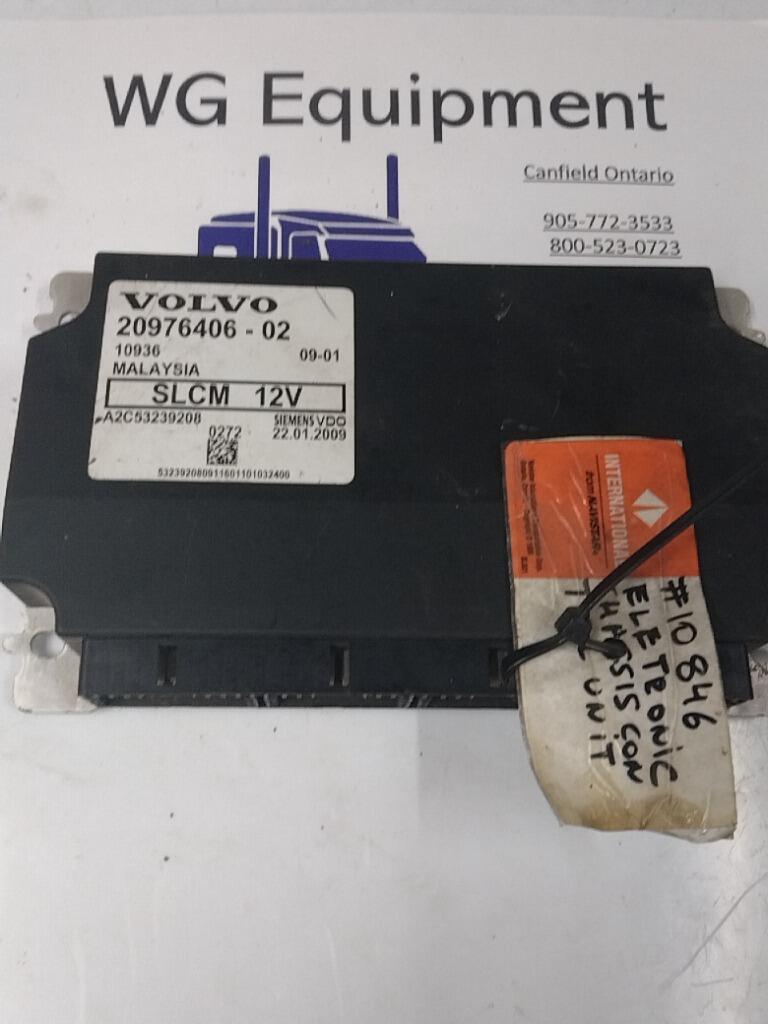 WG Equipment
Canfield Ontario
905-772-3533
800-523-0723
VOLVO
20976406 - 02
10936
09-01
MALAYSIA
SLCM 12V
A2C53239208
SIEMENS VDO
0272
22.01.2009
532392080911601101032400
INTERNATIONAL
#10846
ELETRONIC
CHASSIS CON
UNIT